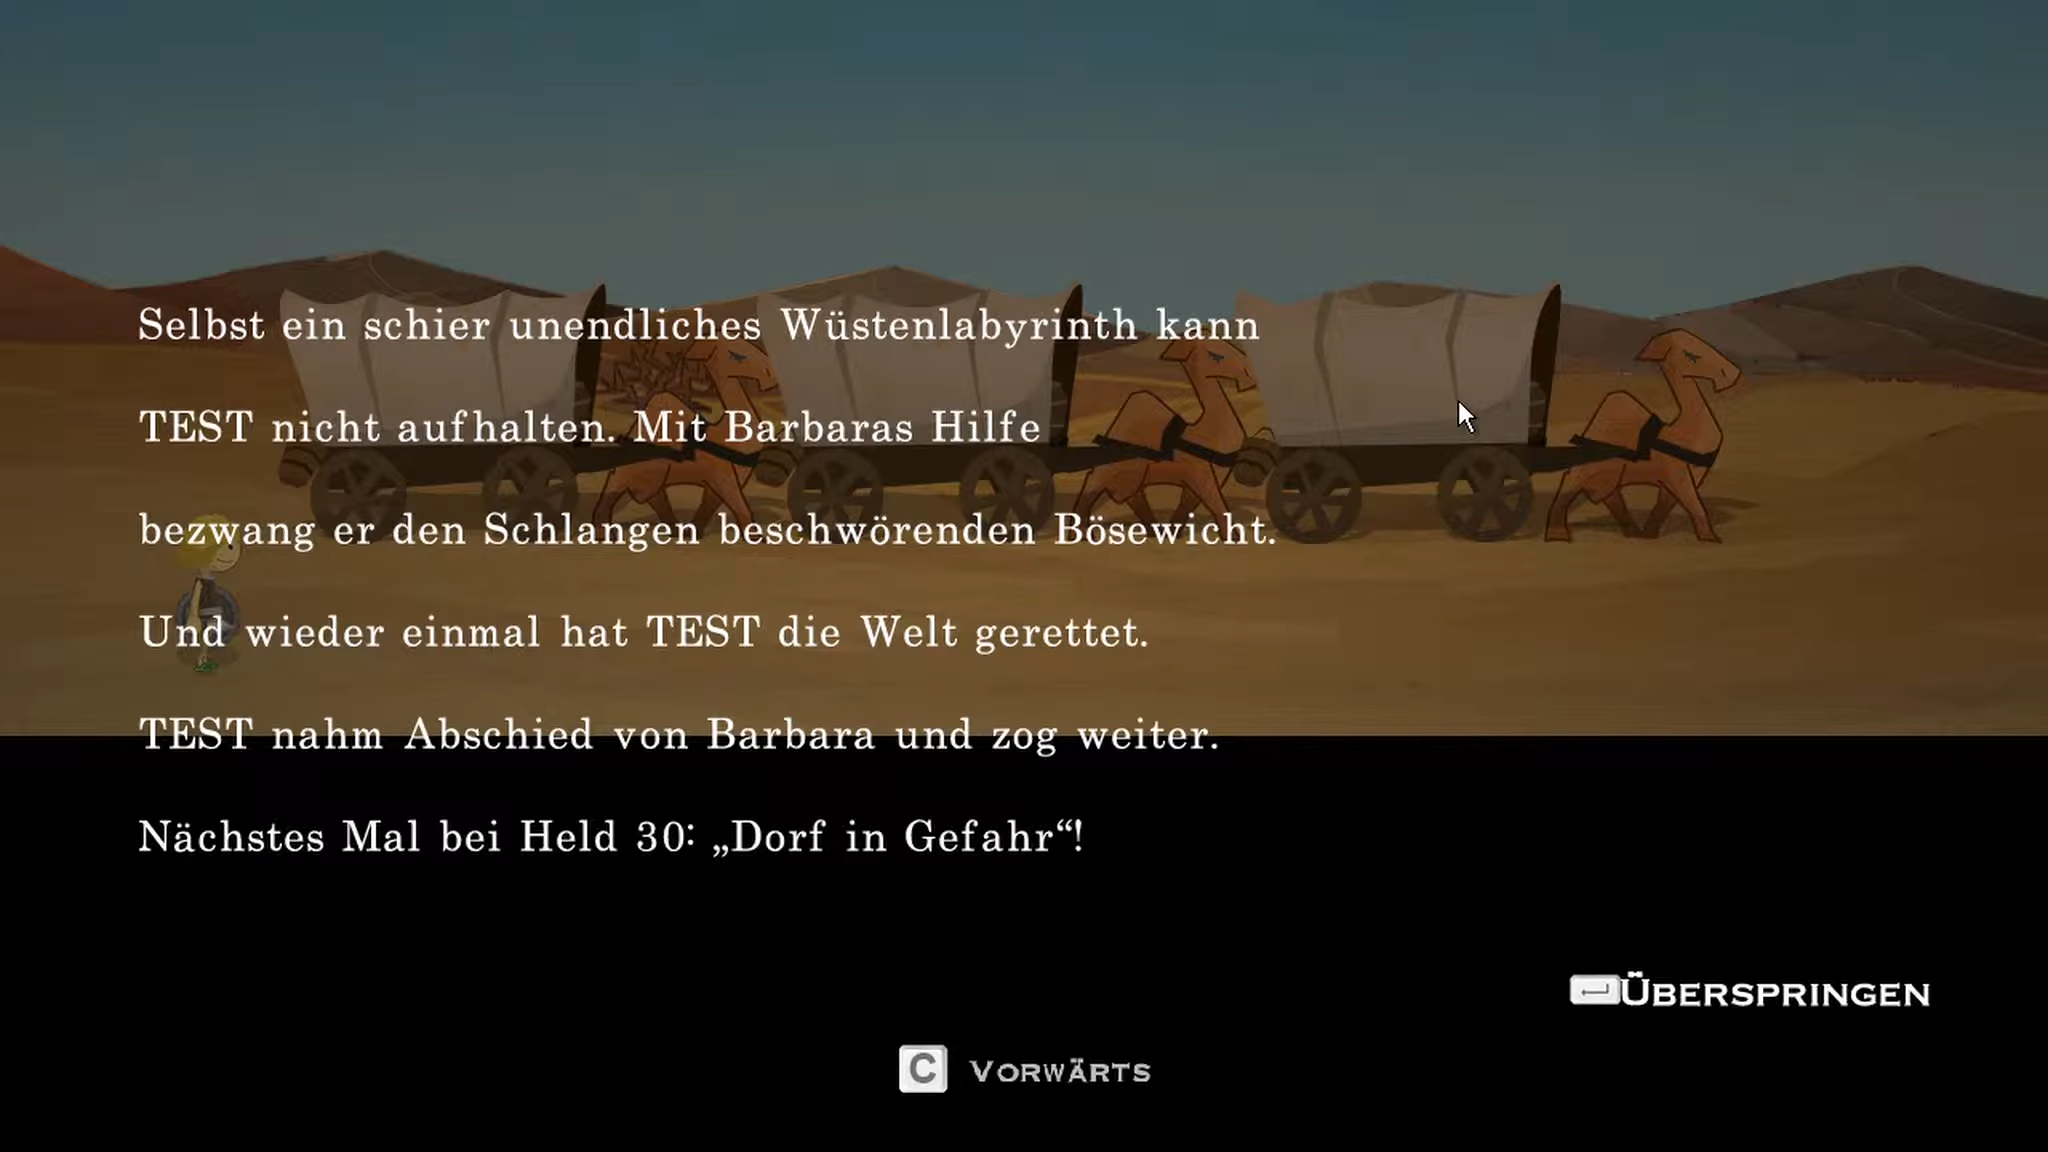 Selbst ein schier unendliches Wüstenlabyrinth kann
TEST nicht aufhalten. Mit Barbaras Hilfe
bezwang er den Schlangen beschwörenden Bösewicht.
Und wieder einmal hat TEST die Welt gerettet.
TEST nahm Abschied von Barbara und zog weiter.
Nächstes Mal bei Held 30: „Dorf in Gefahr“!
ÜBERSPRINGEN
C VORWÄRTS